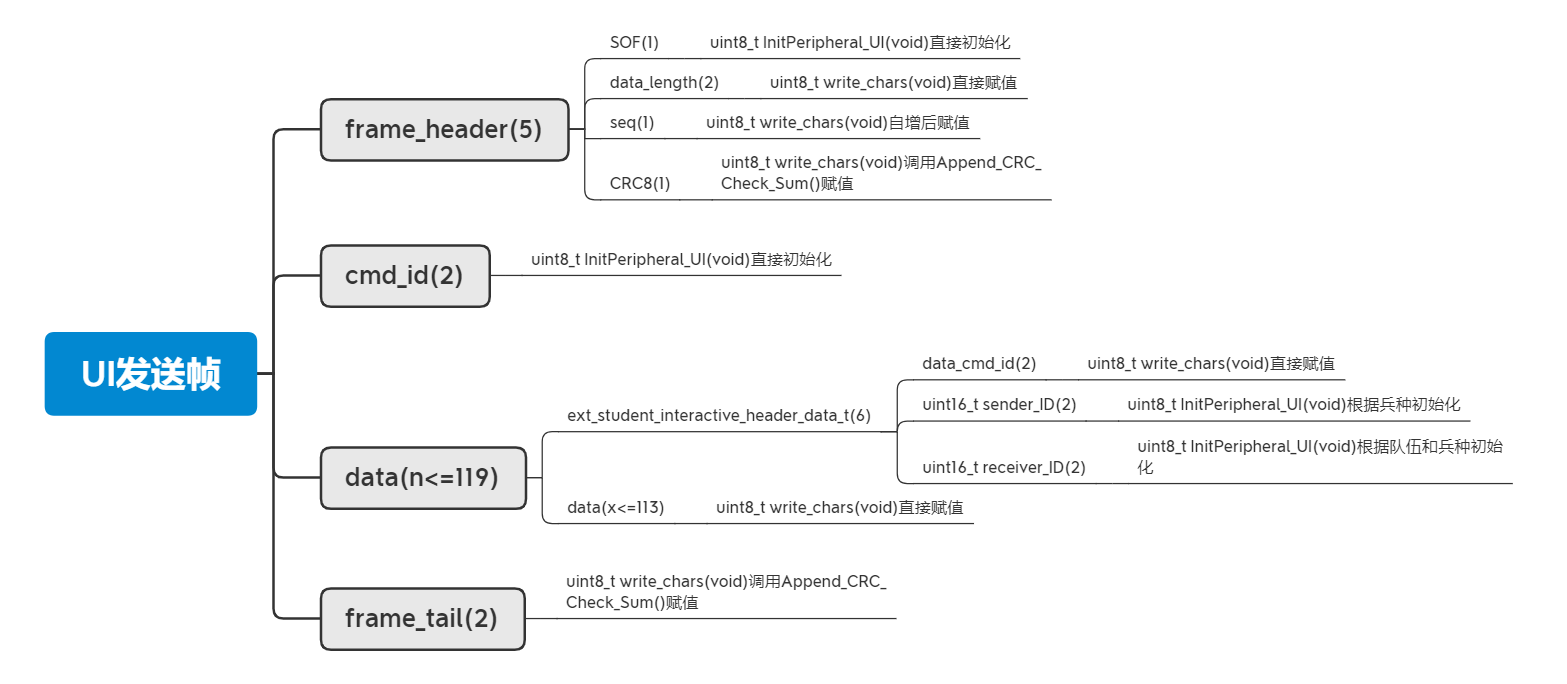 UI发送帧
frame_header(5)
SOF(1)
uint8_t InitPeripheral_UI(void)直接初始化
data_length(2)
uint8_t write_chars(void)直接赋值
seq(1)
uint8_t write_chars(void)自增后赋值
CRC8(1)
uint8_t write_chars(void)调用Append_CRC_
Check_Sum()赋值
cmd_id(2)
uint8_t InitPeripheral_UI(void)直接初始化
data(n<=119)
ext_student_interactive_header_data_t(6)
data_cmd_id(2)
uint8_t write_chars(void)直接赋值
uint16_t sender_ID(2)
uint8_t InitPeripheral_UI(void)根据兵种初始化
uint16_t receiver_ID(2)
uint8_t InitPeripheral_UI(void)根据队伍和兵种初始
化
data(x<=113)
uint8_t write_chars(void)直接赋值
frame_tail(2)
uint8_t write_chars(void)调用Append_CRC_
Check_Sum()赋值